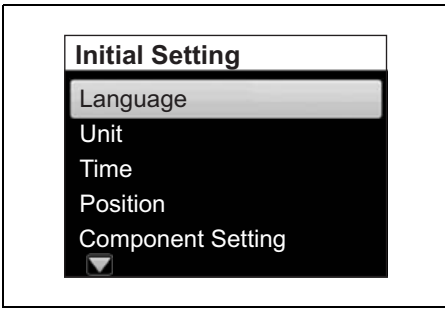 Initial Setting
Language
Unit
Time
Position
Component Setting